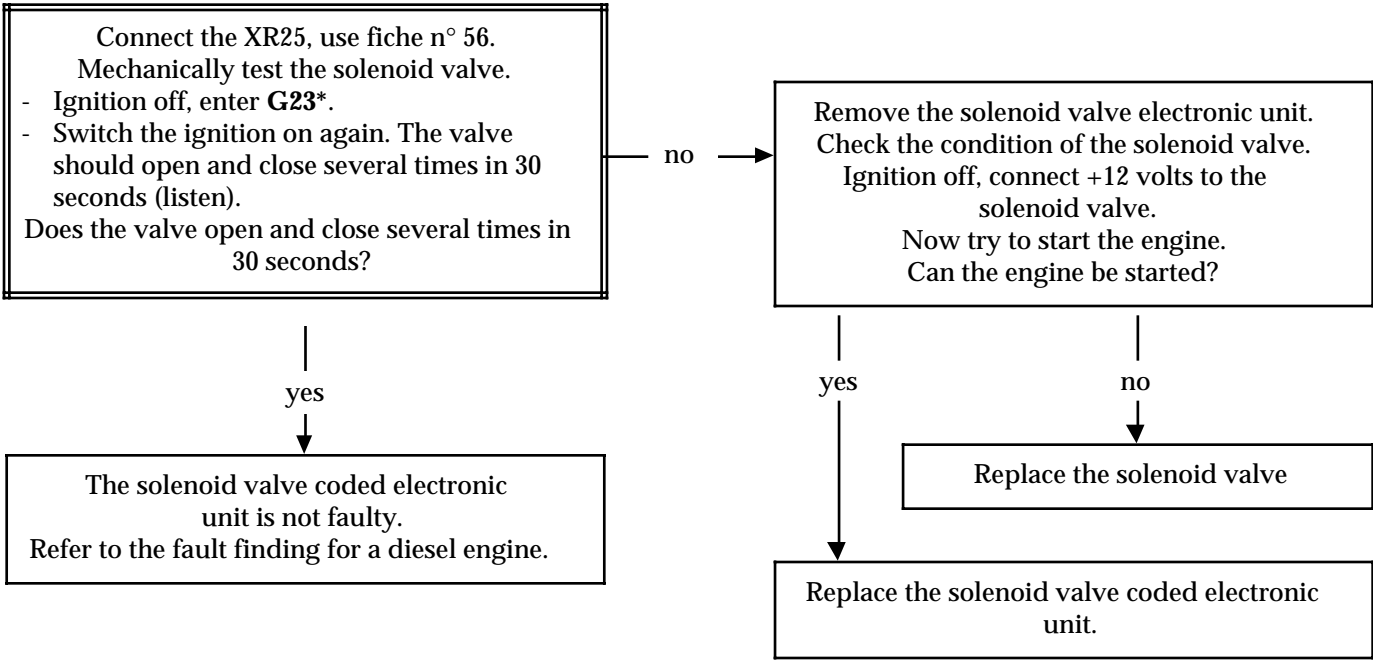 Connect the XR25, use fiche n° 56.
Mechanically test the solenoid valve.
- Ignition off, enter G23*.
- Switch the ignition on again. The valve
should open and close several times in 30
seconds (listen).
Does the valve open and close several times in
30 seconds?
no
Remove the solenoid valve electronic unit.
Check the condition of the solenoid valve.
Ignition off, connect +12 volts to the
solenoid valve.
Now try to start the engine.
Can the engine be started?
yes
The solenoid valve coded electronic
unit is not faulty.
Refer to the fault finding for a diesel engine.
yes
no
Replace the solenoid valve
Replace the solenoid valve coded electronic
unit.